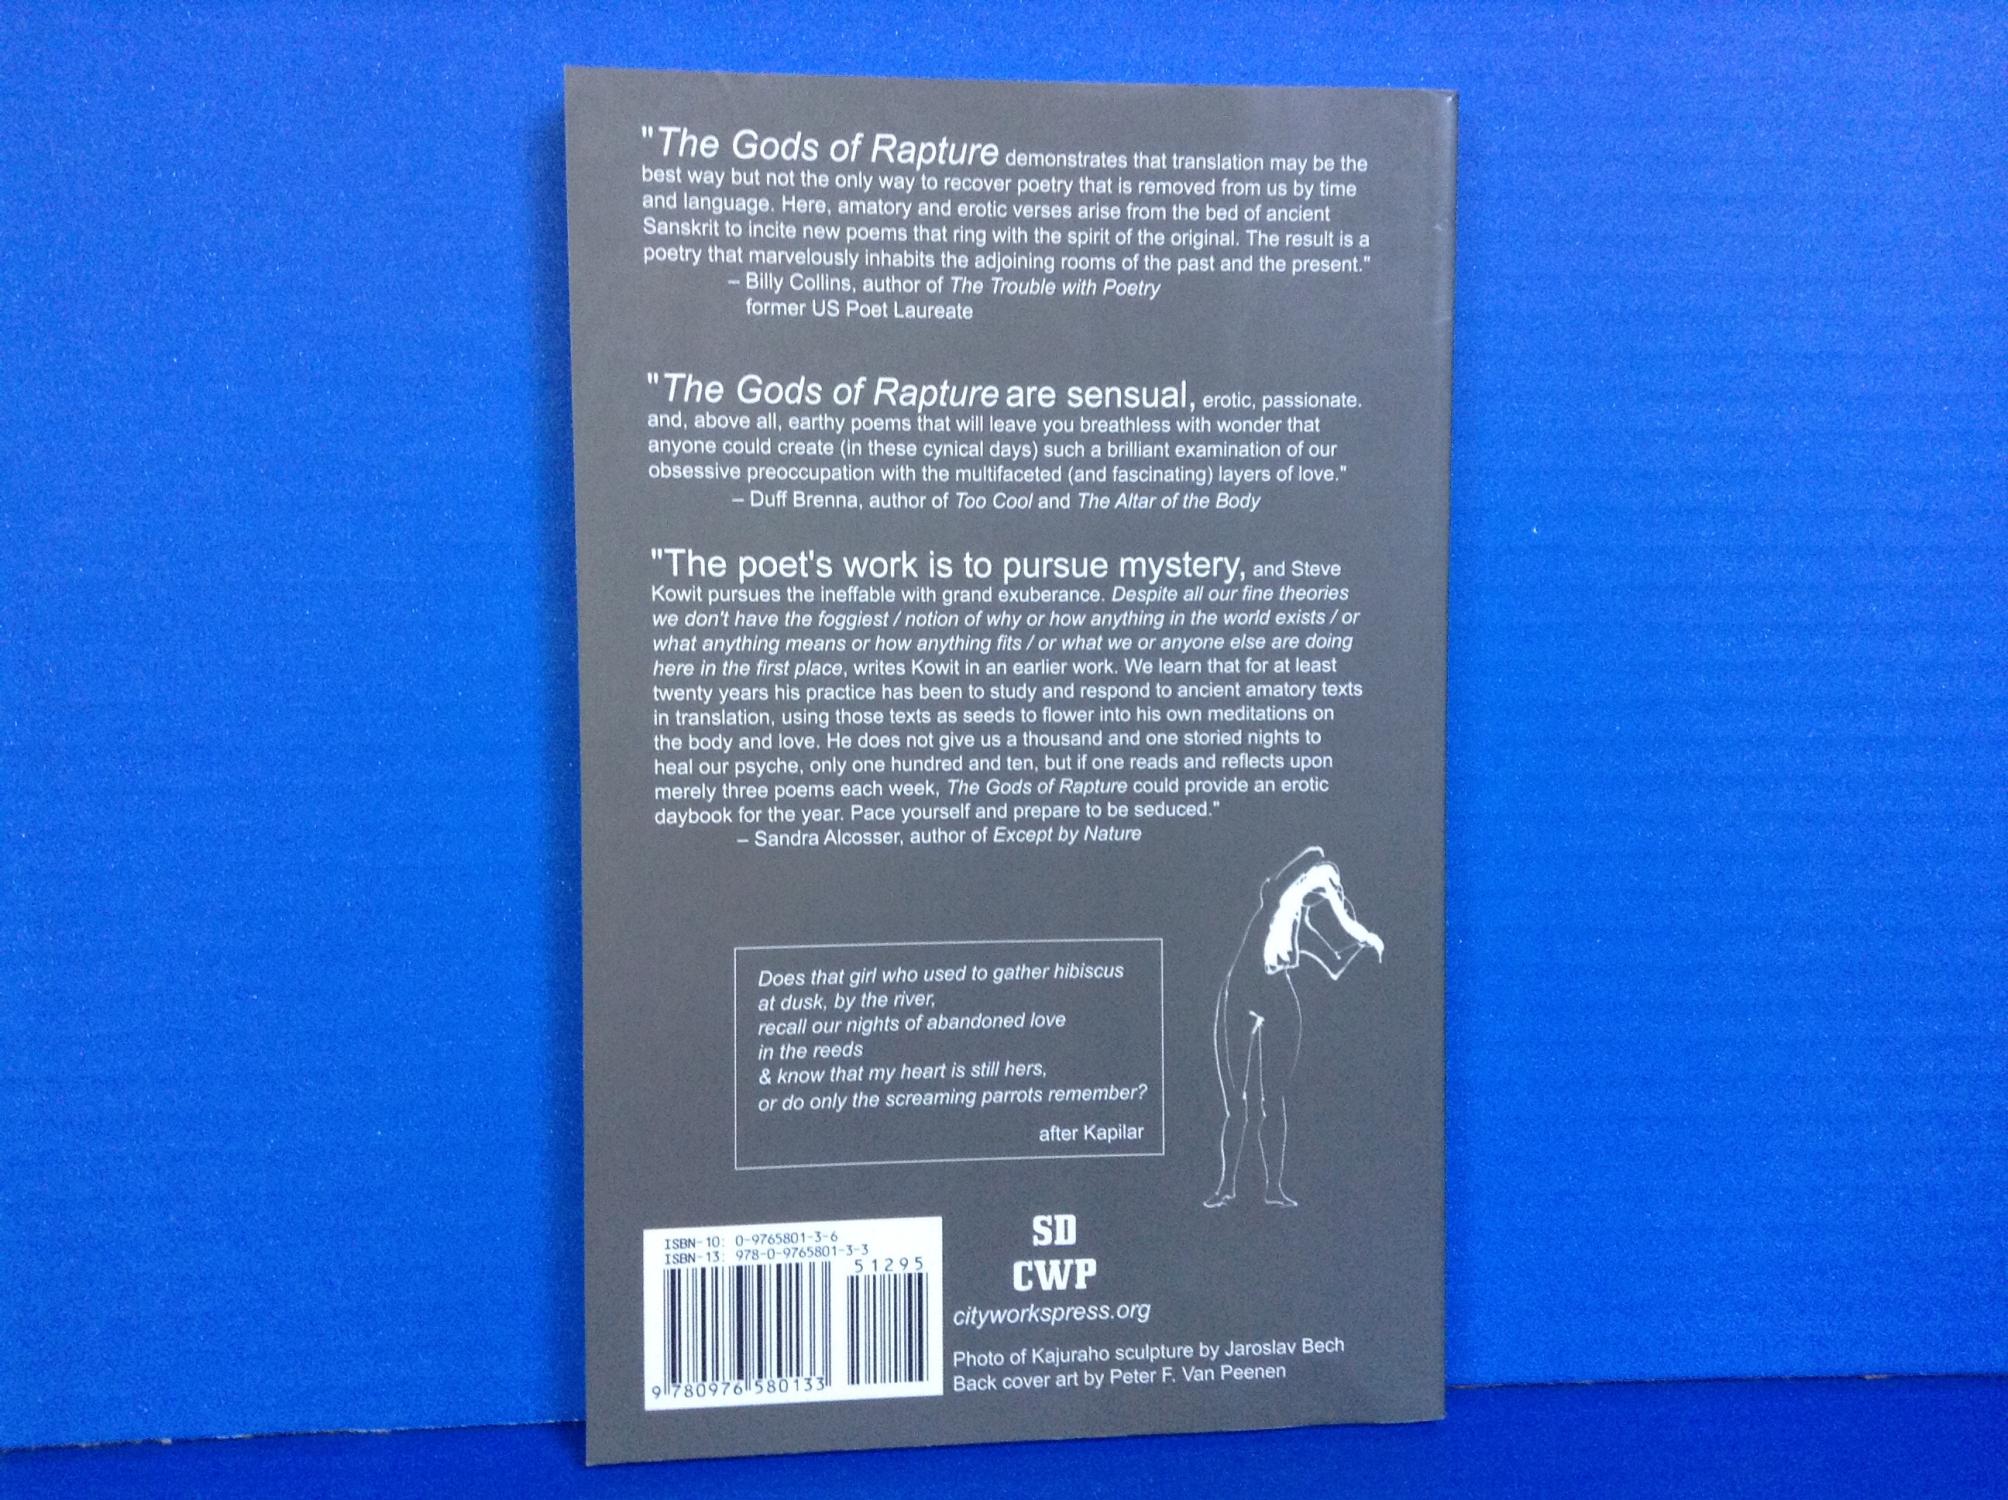 "The Gods of Rapture demonstrates that translation may be the
best way but not the only way to recover poetry that is removed from us by time
and language. Here, amatory and erotic verses arise from the bed of ancient
Sanskrit to incite new poems that ring with the spirit of the original. The result is a
poetry that marvelously inhabits the adjoining rooms of the past and the present."
– Billy Collins, author of The Trouble with Poetry
former US Poet Laureate
"The Gods of Rapture are sensual, erotic, passionate.
and, above all, earthy poems that will leave you breathless with wonder that
anyone could create (in these cynical days) such a brilliant examination of our
obsessive preoccupation with the multifaceted (and fascinating) layers of love."
– Duff Brenna, author of Too Cool and The Altar of the Body
"The poet's work is to pursue mystery, and Steve
Kowit pursues the ineffable with grand exuberance. Despite all our fine theories
we don't have the foggiest / notion of why or how anything in the world exists / or
what anything means or how anything fits / or what we or anyone else are doing
here in the first place, writes Kowit in an earlier work. We learn that for at least
twenty years his practice has been to study and respond to ancient amatory texts
in translation, using those texts as seeds to flower into his own meditations on
the body and love. He does not give us a thousand and one storied nights to
heal our psyche, only one hundred and ten, but if one reads and reflects upon
merely three poems each week, The Gods of Rapture could provide an erotic
daybook for the year. Pace yourself and prepare to be seduced."
– Sandra Alcosser, author of Except by Nature
Does that girl who used to gather hibiscus
at dusk, by the river,
recall our nights of abandoned love
in the reeds
& know that my heart is still hers,
or do only the screaming parrots remember?
after Kapilar
ISBN-10: 0-9765801-3-6
ISBN-13: 978-0-9765801-3-3
51295
9 780976 580133
SD
CWP
cityworkspress.org
Photo of Kajuraho sculpture by Jaroslav Bech
Back cover art by Peter F. Van Peenen